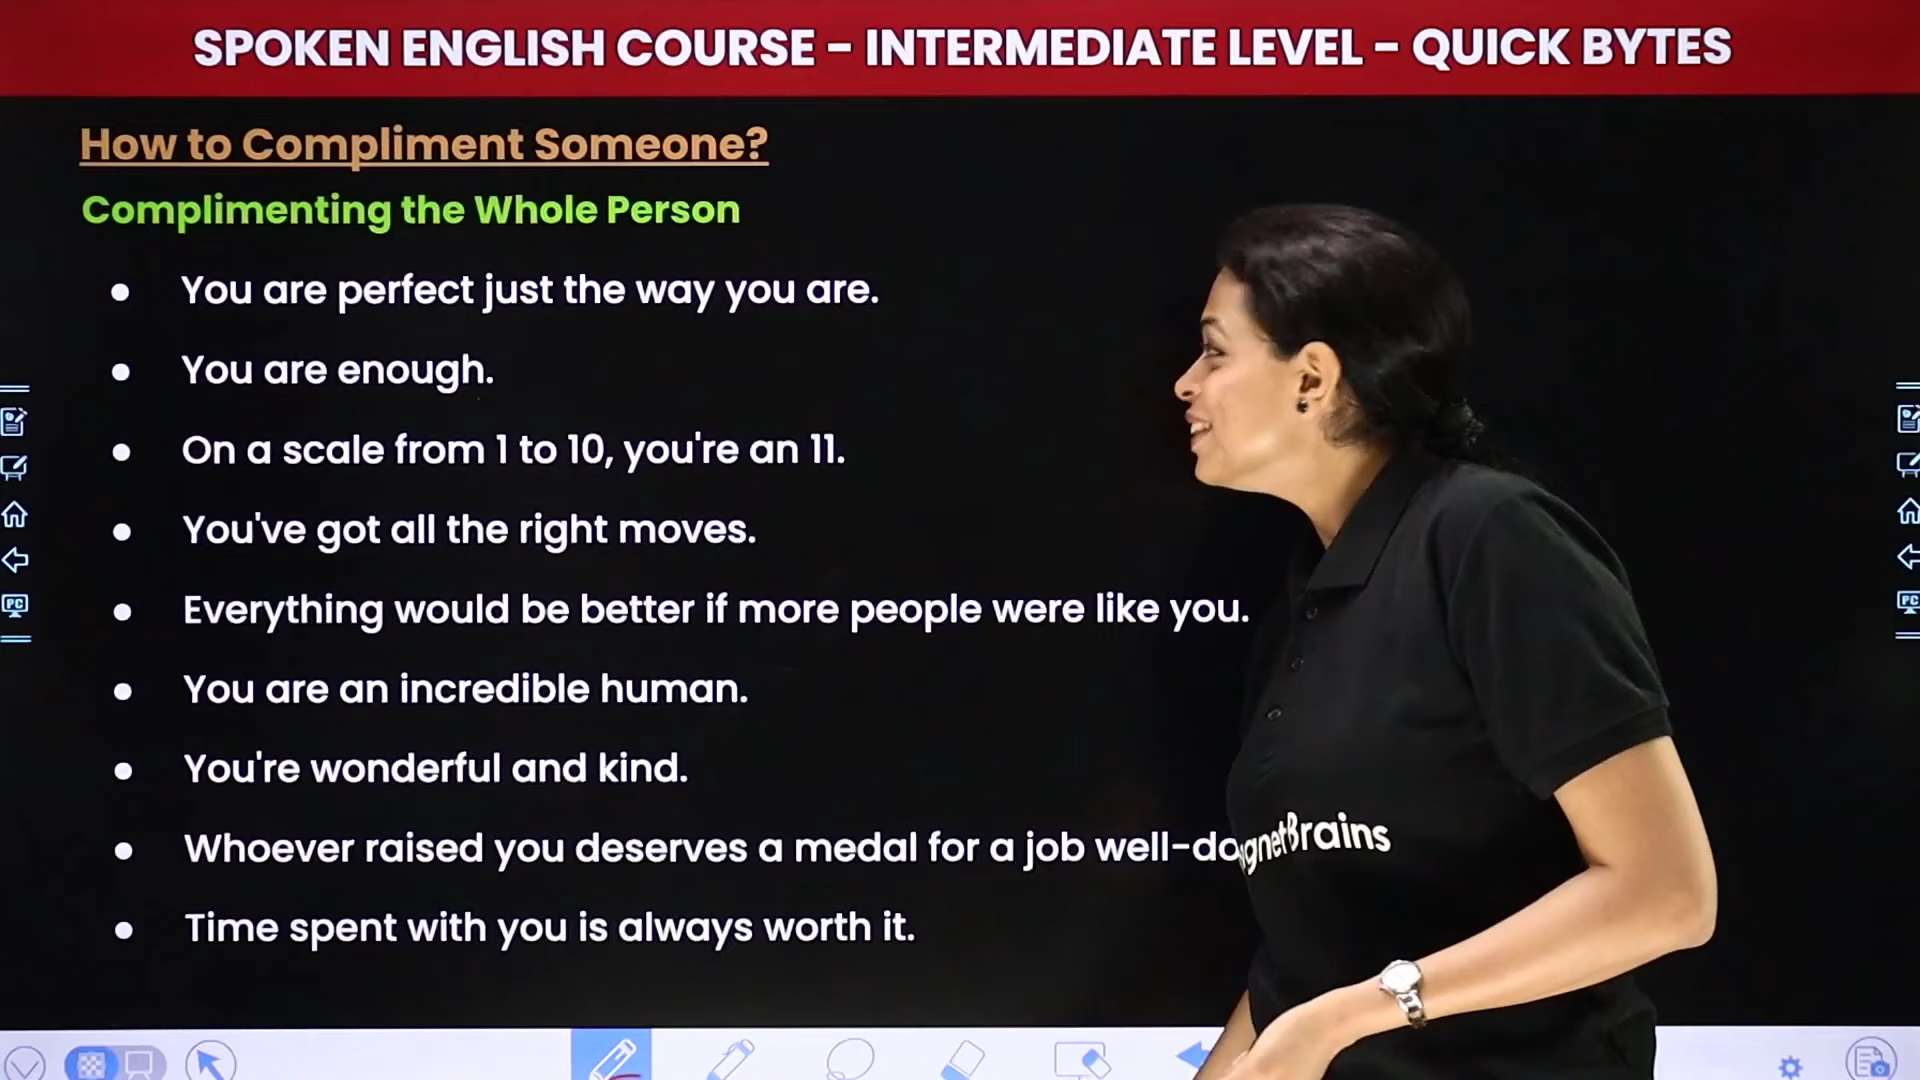 SPOKEN ENGLISH COURSE - INTERMEDIATE LEVEL - QUICK BYTES
How to Compliment Someone?
Complimenting the Whole Person
● You are perfect just the way you are.
● You are enough.
● On a scale from 1 to 10, you're an 11.
● You've got all the right moves.
● Everything would be better if more people were like you.
● You are an incredible human.
● You're wonderful and kind.
● Whoever raised you deserves a medal for a job
● Time spent with you is always worth it.
PC
PC